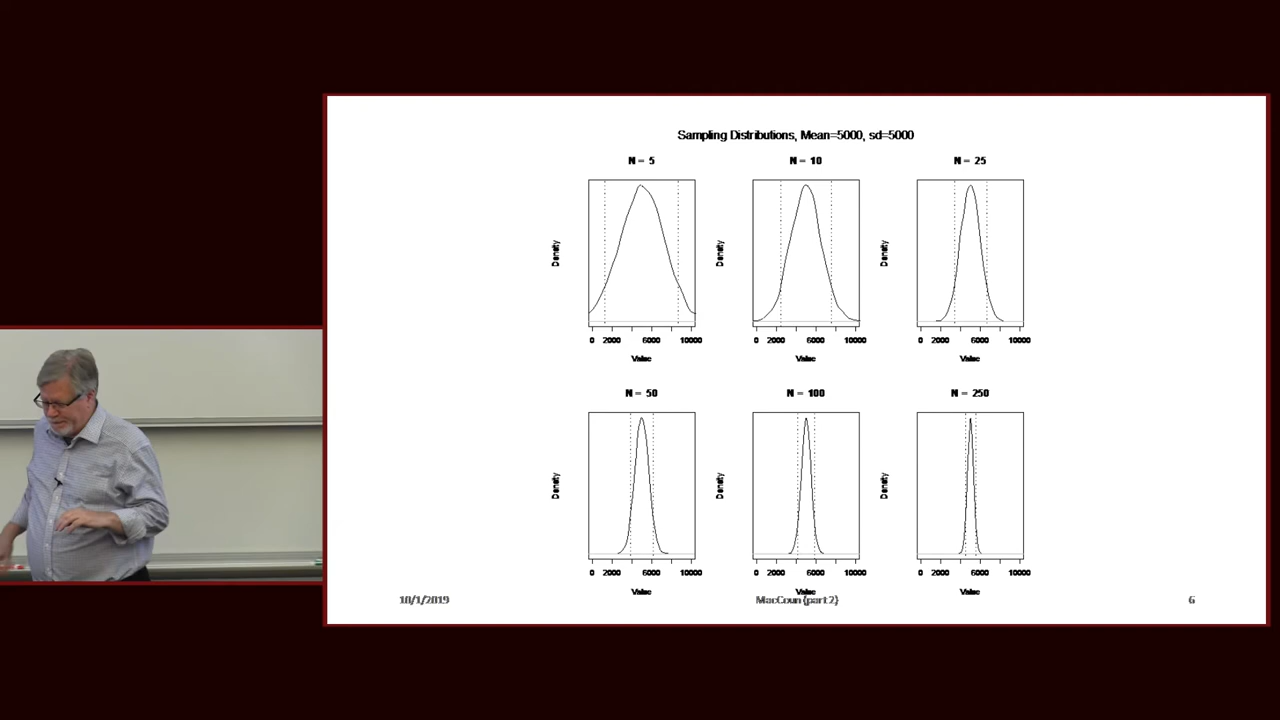 Sampling Distributions, Mean=5000, sd=5000
N = 5 N = 10 N = 25
Density Density Density
0 2000 6000 10000 0 2000 6000 10000 0 2000 6000 10000
Value Value Value
N = 50 N = 100 N = 250
Density Density Density
0 2000 6000 10000 0 2000 6000 10000 0 2000 6000 10000
Value Value Value
10/1/2019 MacCoun (part 2) 6